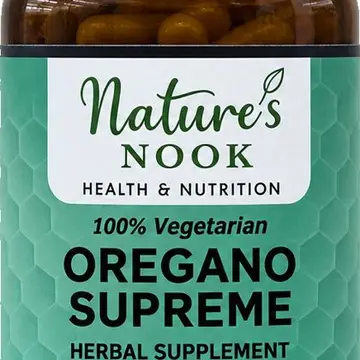 Nature's
NOOK
HEALTH & NUTRITION
100% Vegetarian
OREGANO
SUPREME
HERBAL SUPPLEMENT